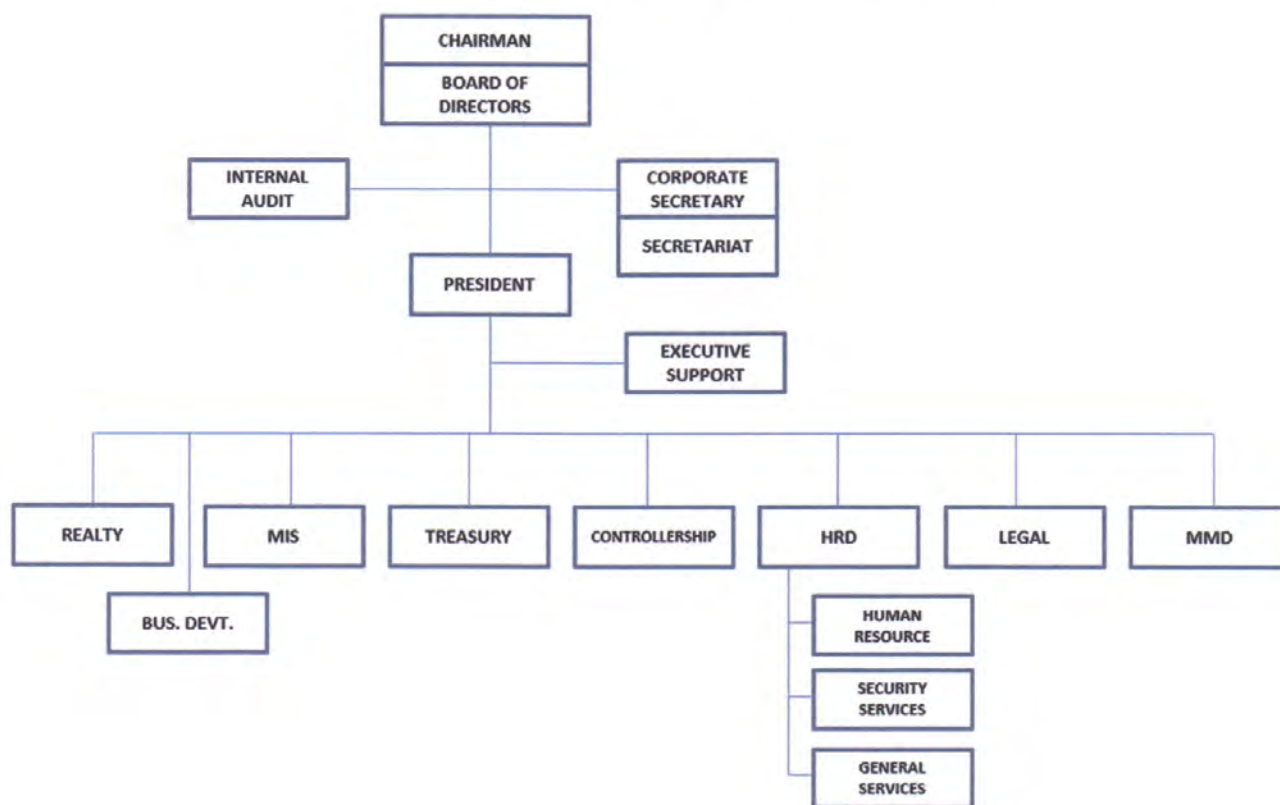 CHAIRMAN
BOARD OF
DIRECTORS
INTERNAL
AUDIT
CORPORATE
SECRETARY
SECRETARIAT
PRESIDENT
EXECUTIVE
SUPPORT
REALTY
MIS
TREASURY
CONTROLLERSHIP
HRD
LEGAL
MMD
BUS. DEVT.
HUMAN
RESOURCE
SECURITY
SERVICES
GENERAL
SERVICES